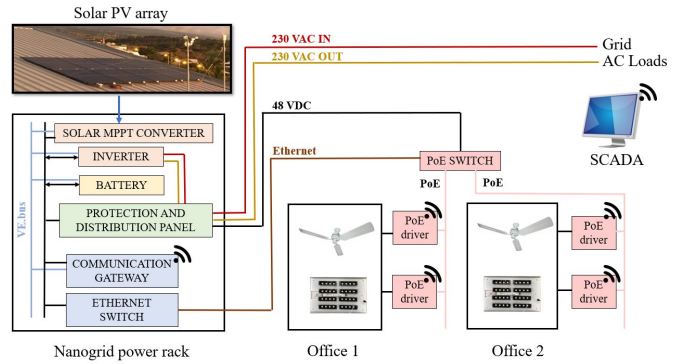 Solar PV array
230 VAC IN
Grid
230 VAC OUT
AC Loads
48 VDC
SOLAR MPPT CONVERTER
Ethernet
SCADA
INVERTER
PoE SWITCH
BATTERY
PoE
PoE
VE.bus
PROTECTION AND
DISTRIBUTION PANEL
PoE
driver
PoE
driver
COMMUNICATION
GATEWAY
PoE
driver
PoE
driver
ETHERNET
SWITCH
Nanogrid power rack
Office 1
Office 2